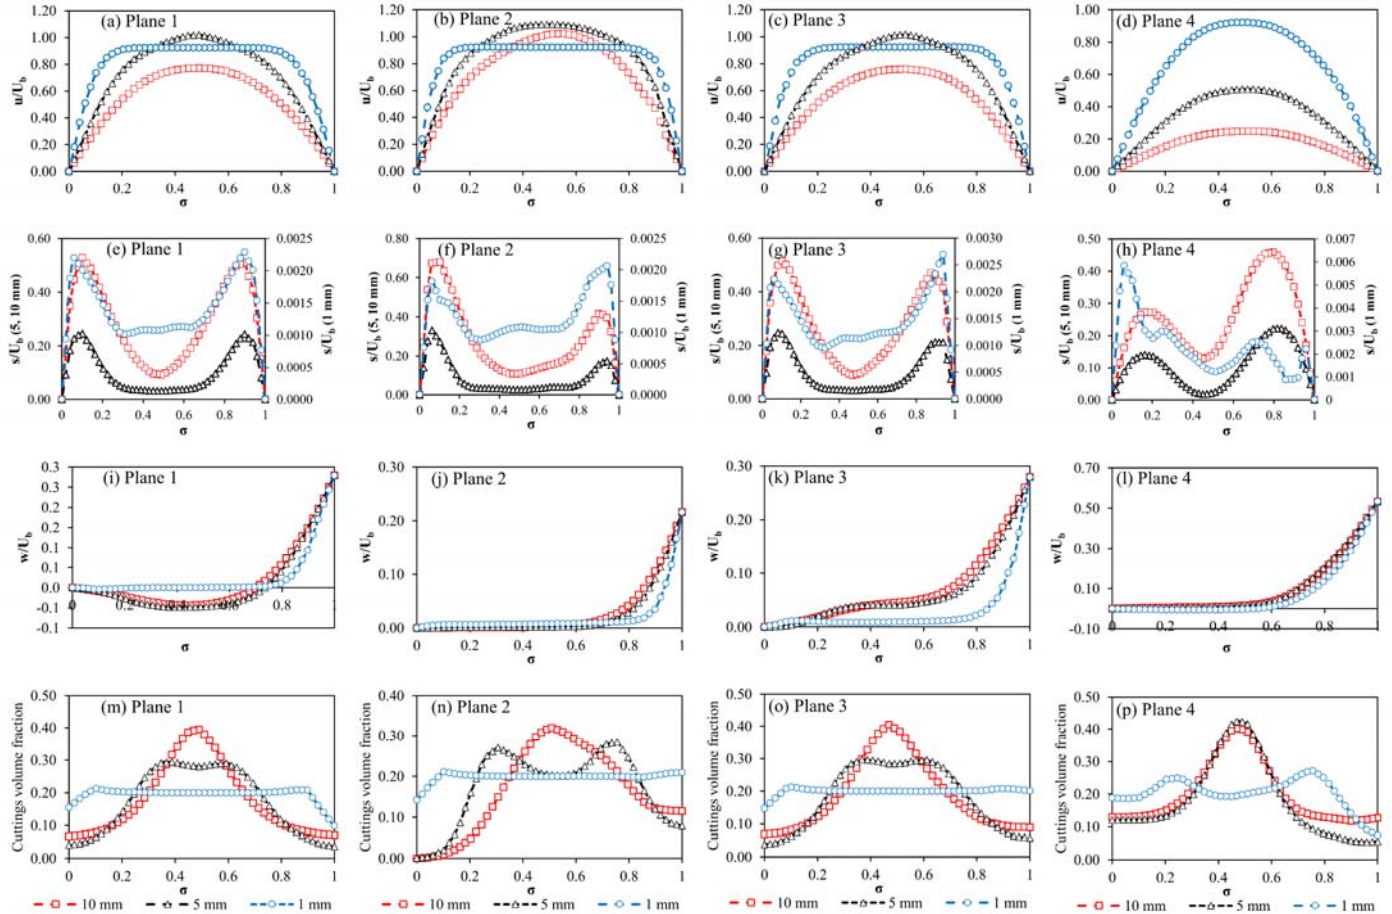 (a) Plane 1
u/U_b
1.20
1.00
0.80
0.60
0.40
0.20
0.00
0 0.2 0.4 0.6 0.8 1
σ
(b) Plane 2
u/U_b
1.20
1.00
0.80
0.60
0.40
0.20
0.00
0 0.2 0.4 0.6 0.8 1
σ
(c) Plane 3
u/U_b
1.20
1.00
0.80
0.60
0.40
0.20
0.00
0 0.2 0.4 0.6 0.8 1
σ
(d) Plane 4
u/U_b
1.00
0.80
0.60
0.40
0.20
0.00
0 0.2 0.4 0.6 0.8 1
σ
(e) Plane 1
s/U_b (5, 10 mm)
0.60
0.40
0.20
0.00
0 0.2 0.4 0.6 0.8 1
σ
0.0025
0.0020
0.0015
0.0010
0.0005
0.0000
s/U_b (1 mm)
(f) Plane 2
s/U_b (5, 10 mm)
0.80
0.60
0.40
0.20
0.00
0 0.2 0.4 0.6 0.8 1
σ
0.0025
0.0020
0.0015
0.0010
0.0005
0.0000
s/U_b (1 mm)
(g) Plane 3
s/U_b (5, 10 mm)
0.60
0.40
0.20
0.00
0 0.2 0.4 0.6 0.8 1
σ
0.0030
0.0025
0.0020
0.0015
0.0010
0.0005
0.0000
s/U_b (1 mm)
(h) Plane 4
s/U_b (5, 10 mm)
0.50
0.40
0.30
0.20
0.10
0.00
0 0.2 0.4 0.6 0.8 1
σ
0.007
0.006
0.005
0.004
0.003
0.002
0.001
0
s/U_b (1 mm)
(i) Plane 1
w/U_b
0.3
0.3
0.2
0.2
0.1
0.1
0.0
-0.1
-0.1
0 0.2 0.4 0.6 0.8 1
σ
(j) Plane 2
w/U_b
0.30
0.20
0.10
0.00
0 0.2 0.4 0.6 0.8 1
σ
(k) Plane 3
w/U_b
0.30
0.20
0.10
0.00
0 0.2 0.4 0.6 0.8 1
σ
(l) Plane 4
w/U_b
0.70
0.50
0.30
0.10
-0.10
0 0.2 0.4 0.6 0.8 1
σ
(m) Plane 1
Cuttings volume fraction
0.50
0.40
0.30
0.20
0.10
0.00
0 0.2 0.4 0.6 0.8 1
σ
(n) Plane 2
Cuttings volume fraction
0.40
0.30
0.20
0.10
0.00
0 0.2 0.4 0.6 0.8 1
σ
(o) Plane 3
Cuttings volume fraction
0.50
0.40
0.30
0.20
0.10
0.00
0 0.2 0.4 0.6 0.8 1
σ
(p) Plane 4
Cuttings volume fraction
0.50
0.40
0.30
0.20
0.10
0.00
0 0.2 0.4 0.6 0.8 1
σ
10 mm 5 mm 1 mm
10 mm 5 mm 1 mm
10 mm 5 mm 1 mm
10 mm 5 mm 1 mm